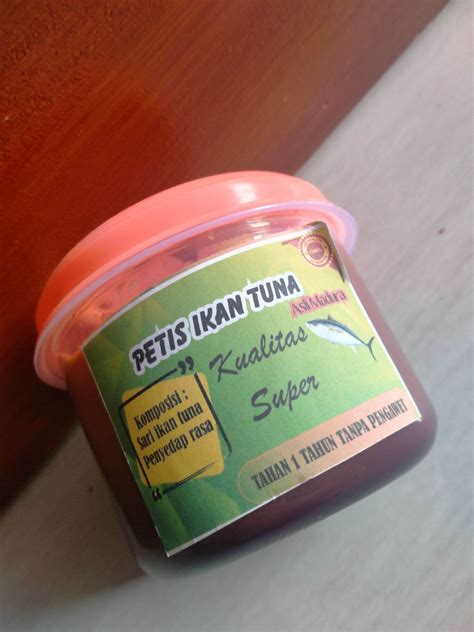 PETIS IKAN TUNA
Asli Madura
Kualitas
Super
Komposisi :
Sari ikan tuna
Penyedap rasa
TAHAN 1 TAHUN TANPA PENGAWET